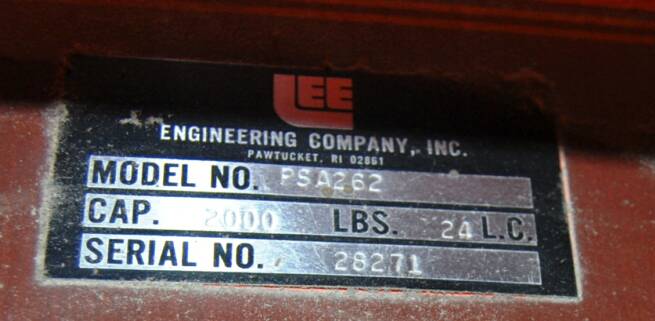 LEE
ENGINEERING COMPANY, INC.
PAWTUCKET, RI 02861
MODEL NO. PSA262
CAP. 2000 LBS. 24 L.C.
SERIAL NO. 28271